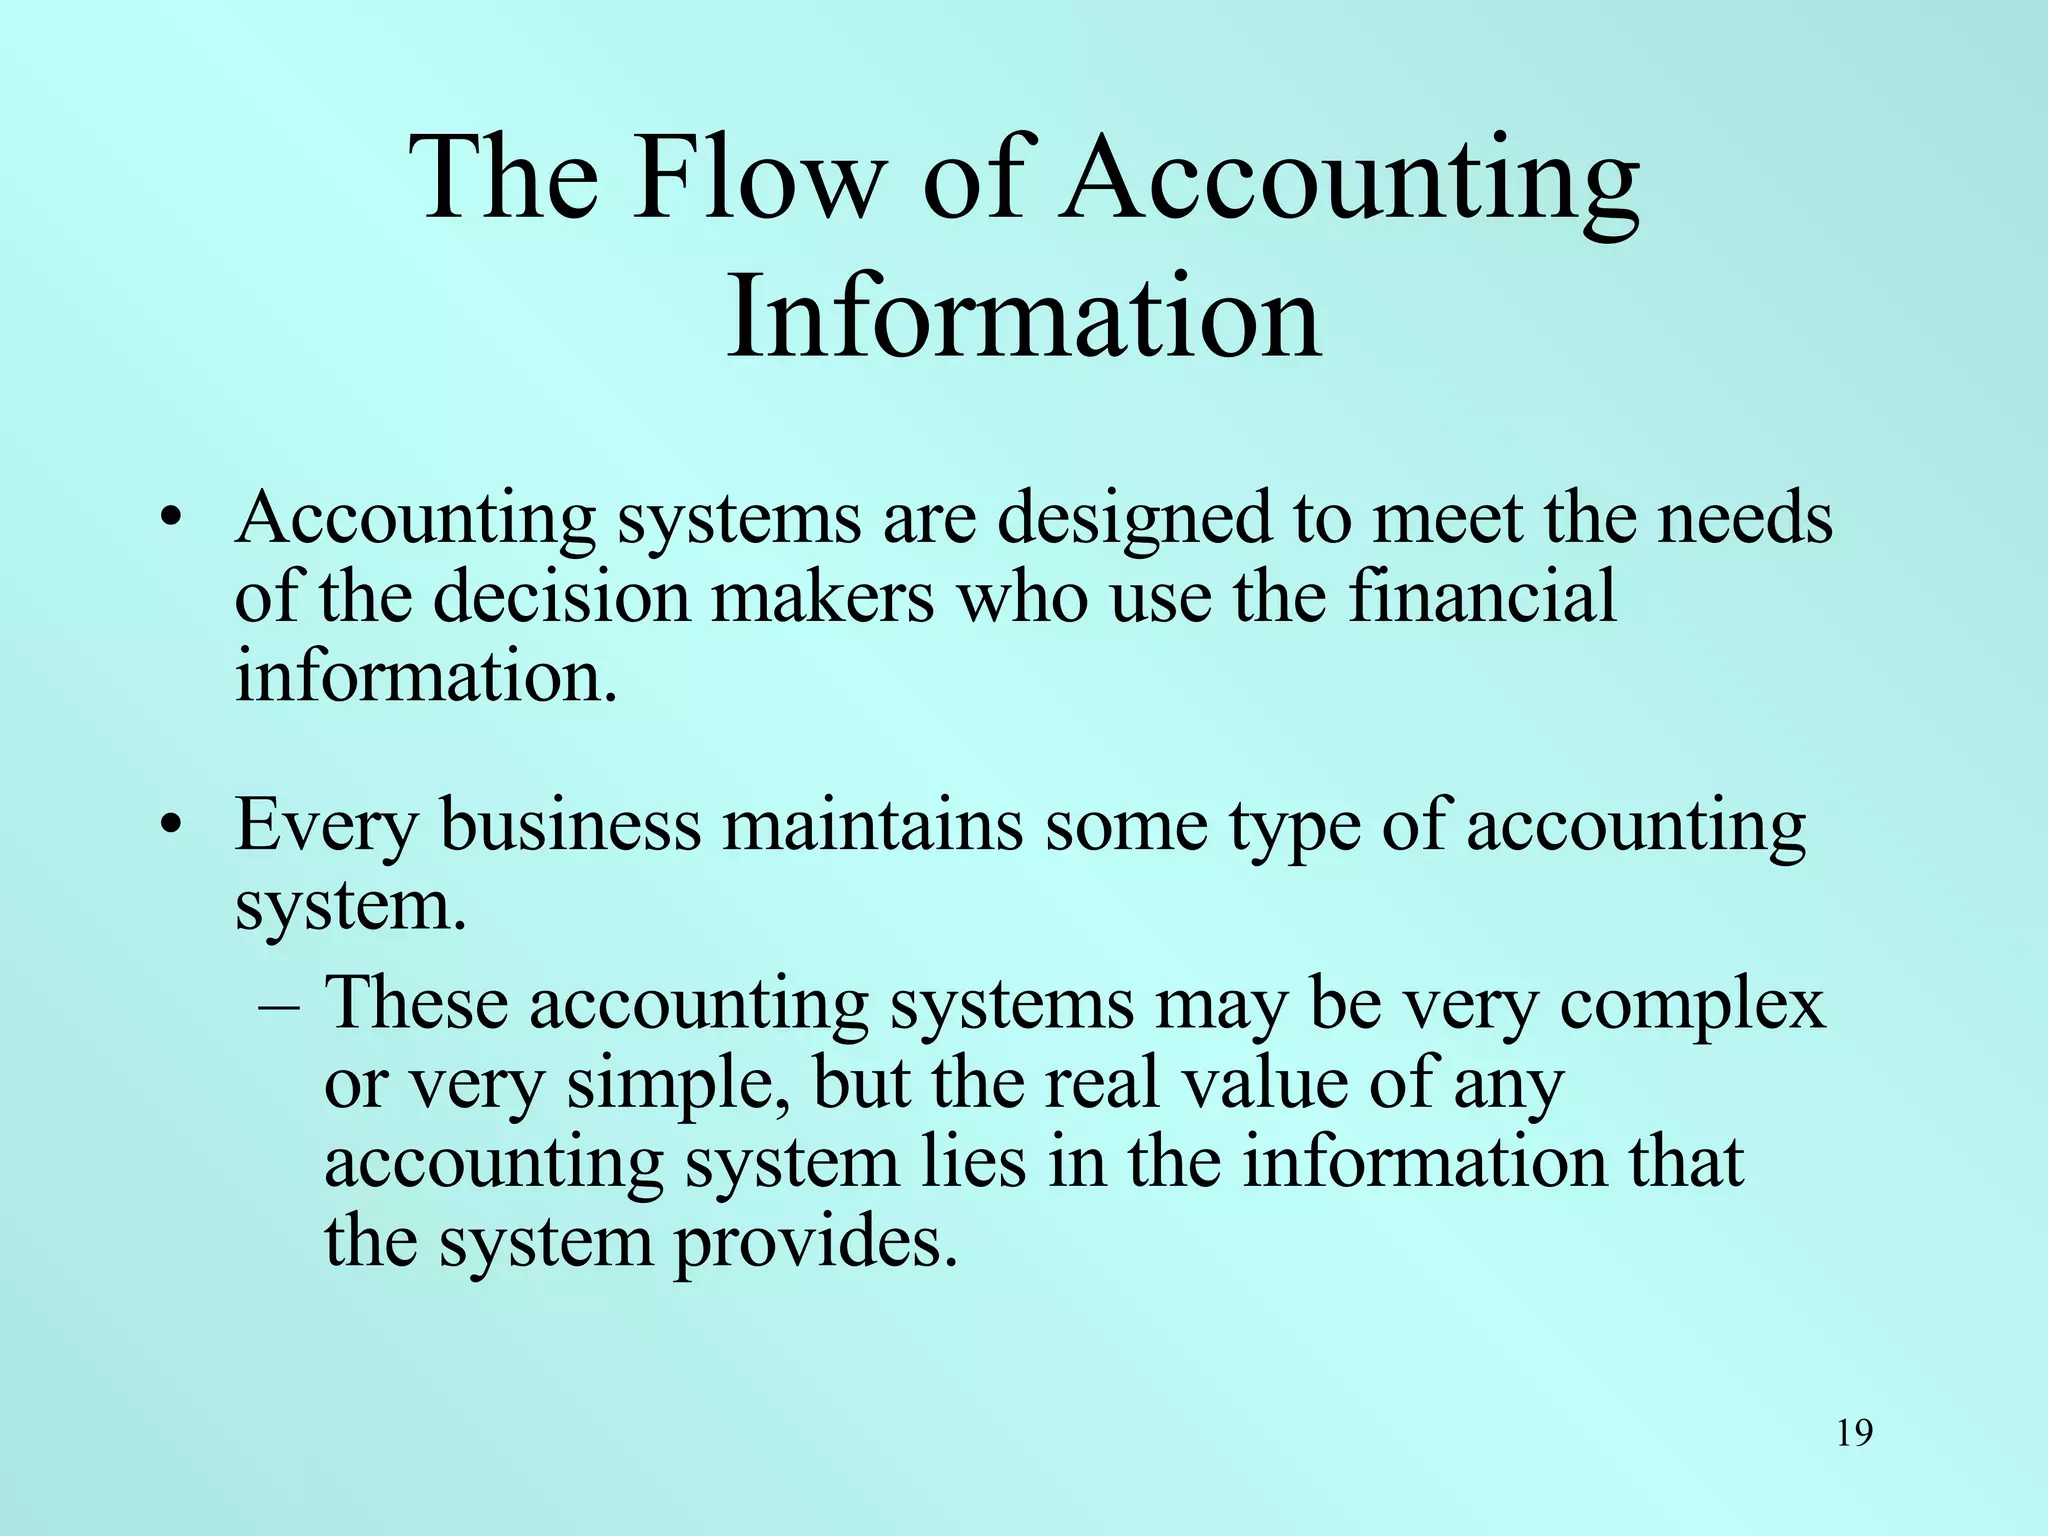 The Flow of Accounting
Information
• Accounting systems are designed to meet the needs
of the decision makers who use the financial
information.
• Every business maintains some type of accounting
system.
– These accounting systems may be very complex
or very simple, but the real value of any
accounting system lies in the information that
the system provides.
19